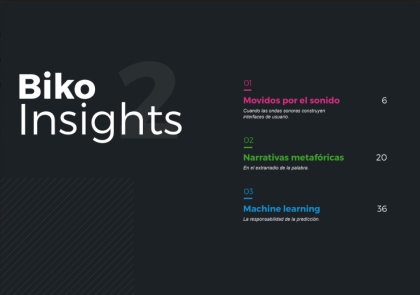 2
Biko
Insights
01
Movidos por el sonido 6
Cuando las ondas sonoras construyen
interfaces de usuario.
02
Narrativas metafóricas 20
En el extremadio de la palabra.
03
Machine learning 36
La responsabilidad de la predicción.